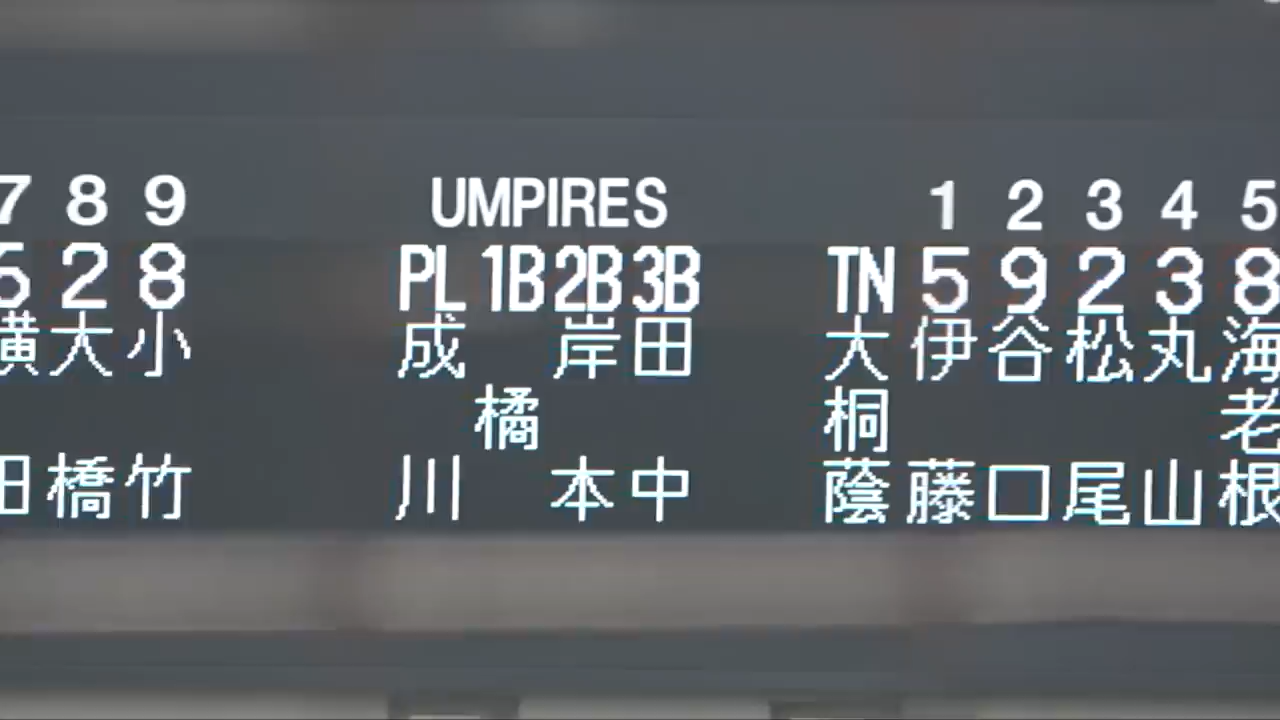 7 8 9 UMPIRES 1 2 3 4 5
2 8 PL 1B 2B 3B TN 5 9 2 3 8
横 大 小 成 岸 田 大 伊 谷 松 丸 海
橘 桐 老
田 橋 竹 川 本 中 蔭 藤 口 尾 山 根